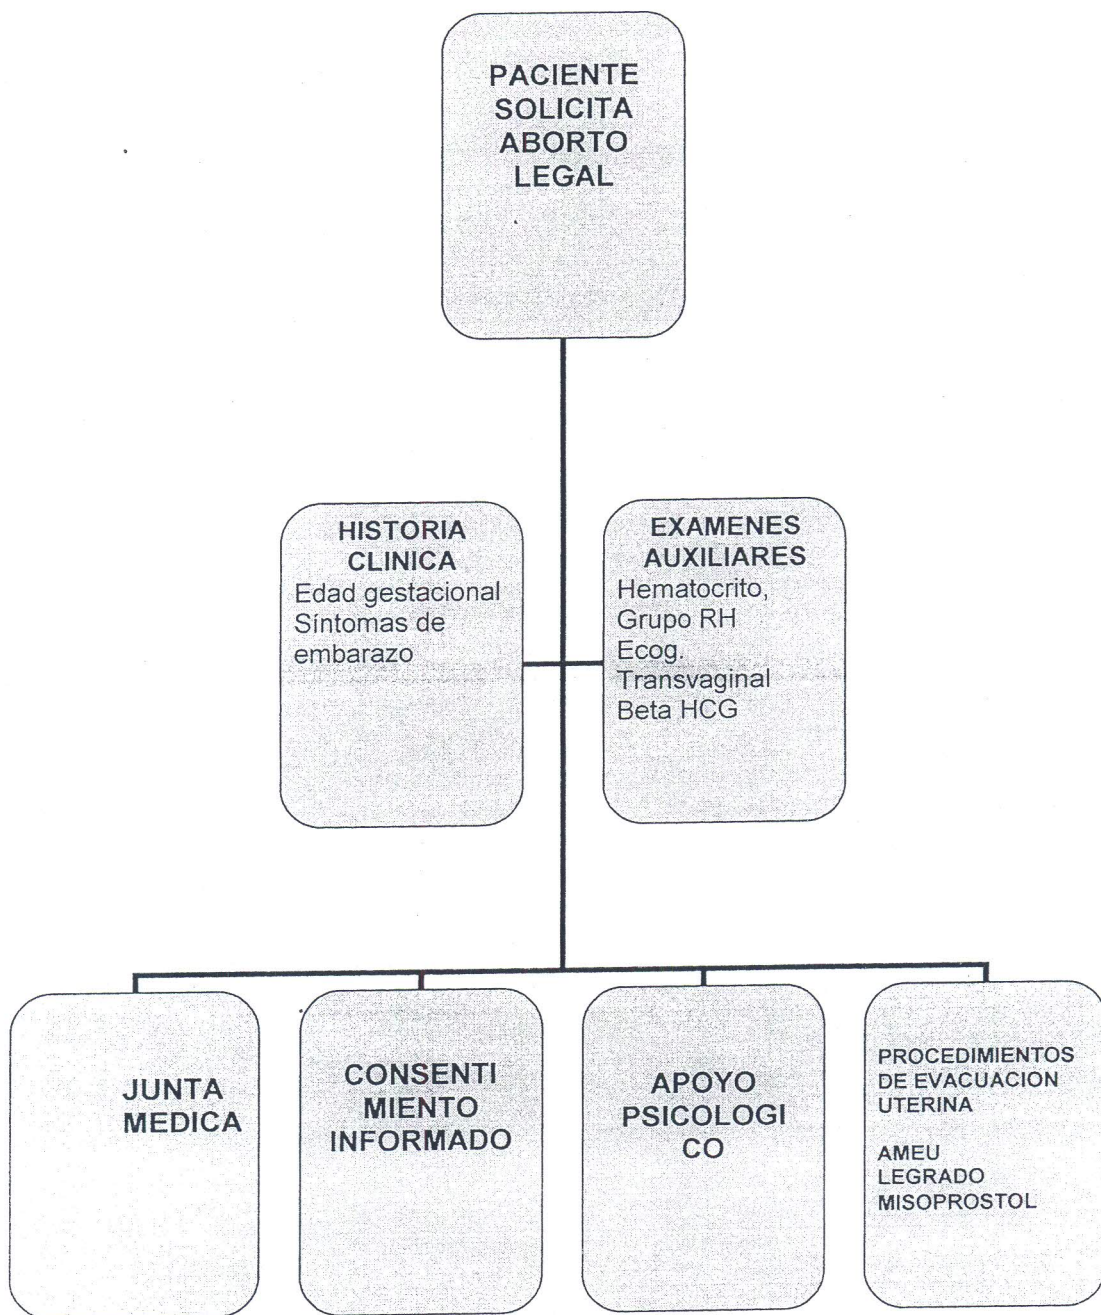 PACIENTE
SOLICITA
ABORTO
LEGAL
HISTORIA
CLINICA
Edad gestacional
Síntomas de
embarazo
EXAMENES
AUXILIARES
Hematocrito,
Grupo RH
Ecog.
Transvaginal
Beta HCG
JUNTA
MEDICA
CONSENTI
MIENTO
INFORMADO
APOYO
PSICOLOGI
CO
PROCEDIMIENTOS
DE EVACUACION
UTERINA
AMEU
LEGRADO
MISOPROSTOL